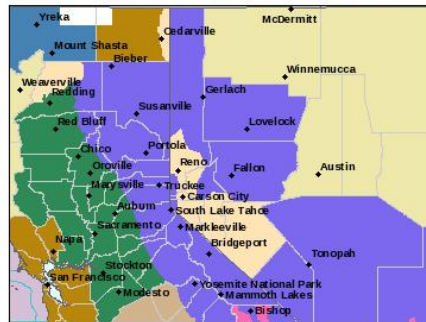 Yreka
McDermitt
Cedarville
Mount Shasta
Bieber
Winnemucca
Weaverville
Redding
Gerlach
Susanville
Red Bluff
Lovelock
Portola
Chico
Reno
Oroville
Fallon
Austin
Truckee
Marysville
Carson City
Auburn
South Lake Tahoe
Sacramento
Markleeville
Napa
Bridgeport
Tonopah
Stockton
San Francisco
Yosemite National Park
Modesto
Mammoth Lakes
Bishop